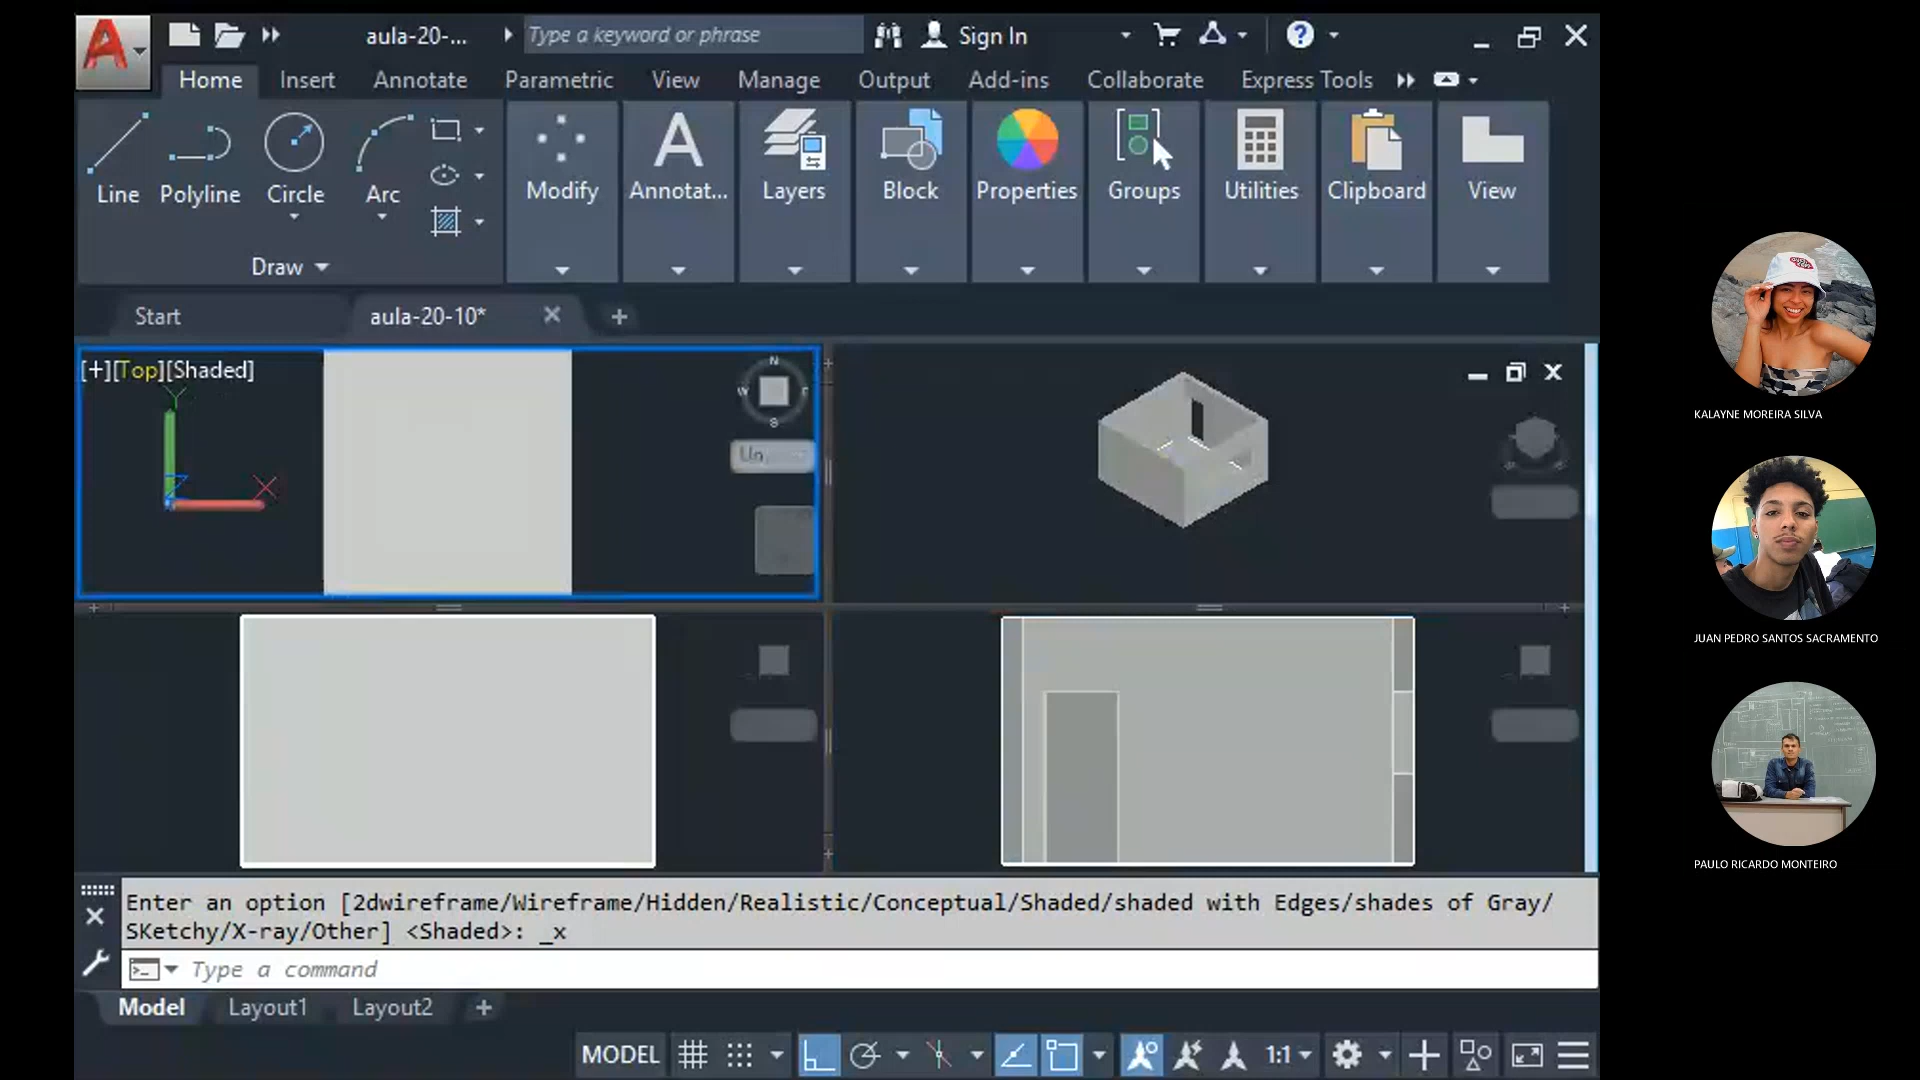 aula-20-...
Type a keyword or phrase
Sign In
Home
Insert
Annotate
Parametric
View
Manage
Output
Add-ins
Collaborate
Express Tools
Line
Polyline
Circle
Arc
Modify
Annotat...
Layers
Block
Properties
Groups
Utilities
Clipboard
View
Draw
Start
aula-20-10*
[+][Top][Shaded]
N
W
S
Y
X
Z
KALAYNE MOREIRA SILVA
JUAN PEDRO SANTOS SACRAMENTO
PAULO RICARDO MONTEIRO
Enter an option [2dwireframe/Wireframe/Hidden/Realistic/Conceptual/Shaded/shaded with Edges/shades of Gray/
SKetchy/X-ray/Other] <Shaded>: _x
Type a command
Model
Layout1
Layout2
MODEL
1:1